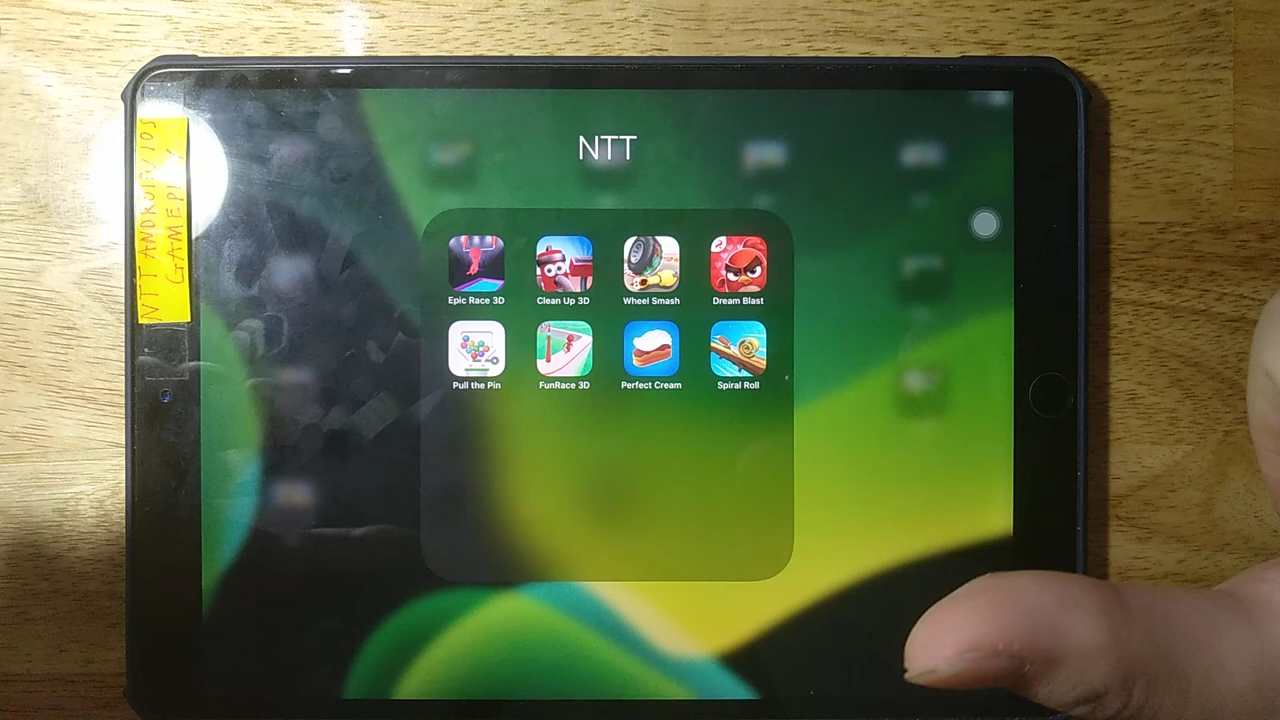 NTT ANDROID/IOS
GAMEPLAY
NTT
Epic Race 3D
Clean Up 3D
Wheel Smash
Dream Blast
Pull the Pin
FunRace 3D
Perfect Cream
Spiral Roll